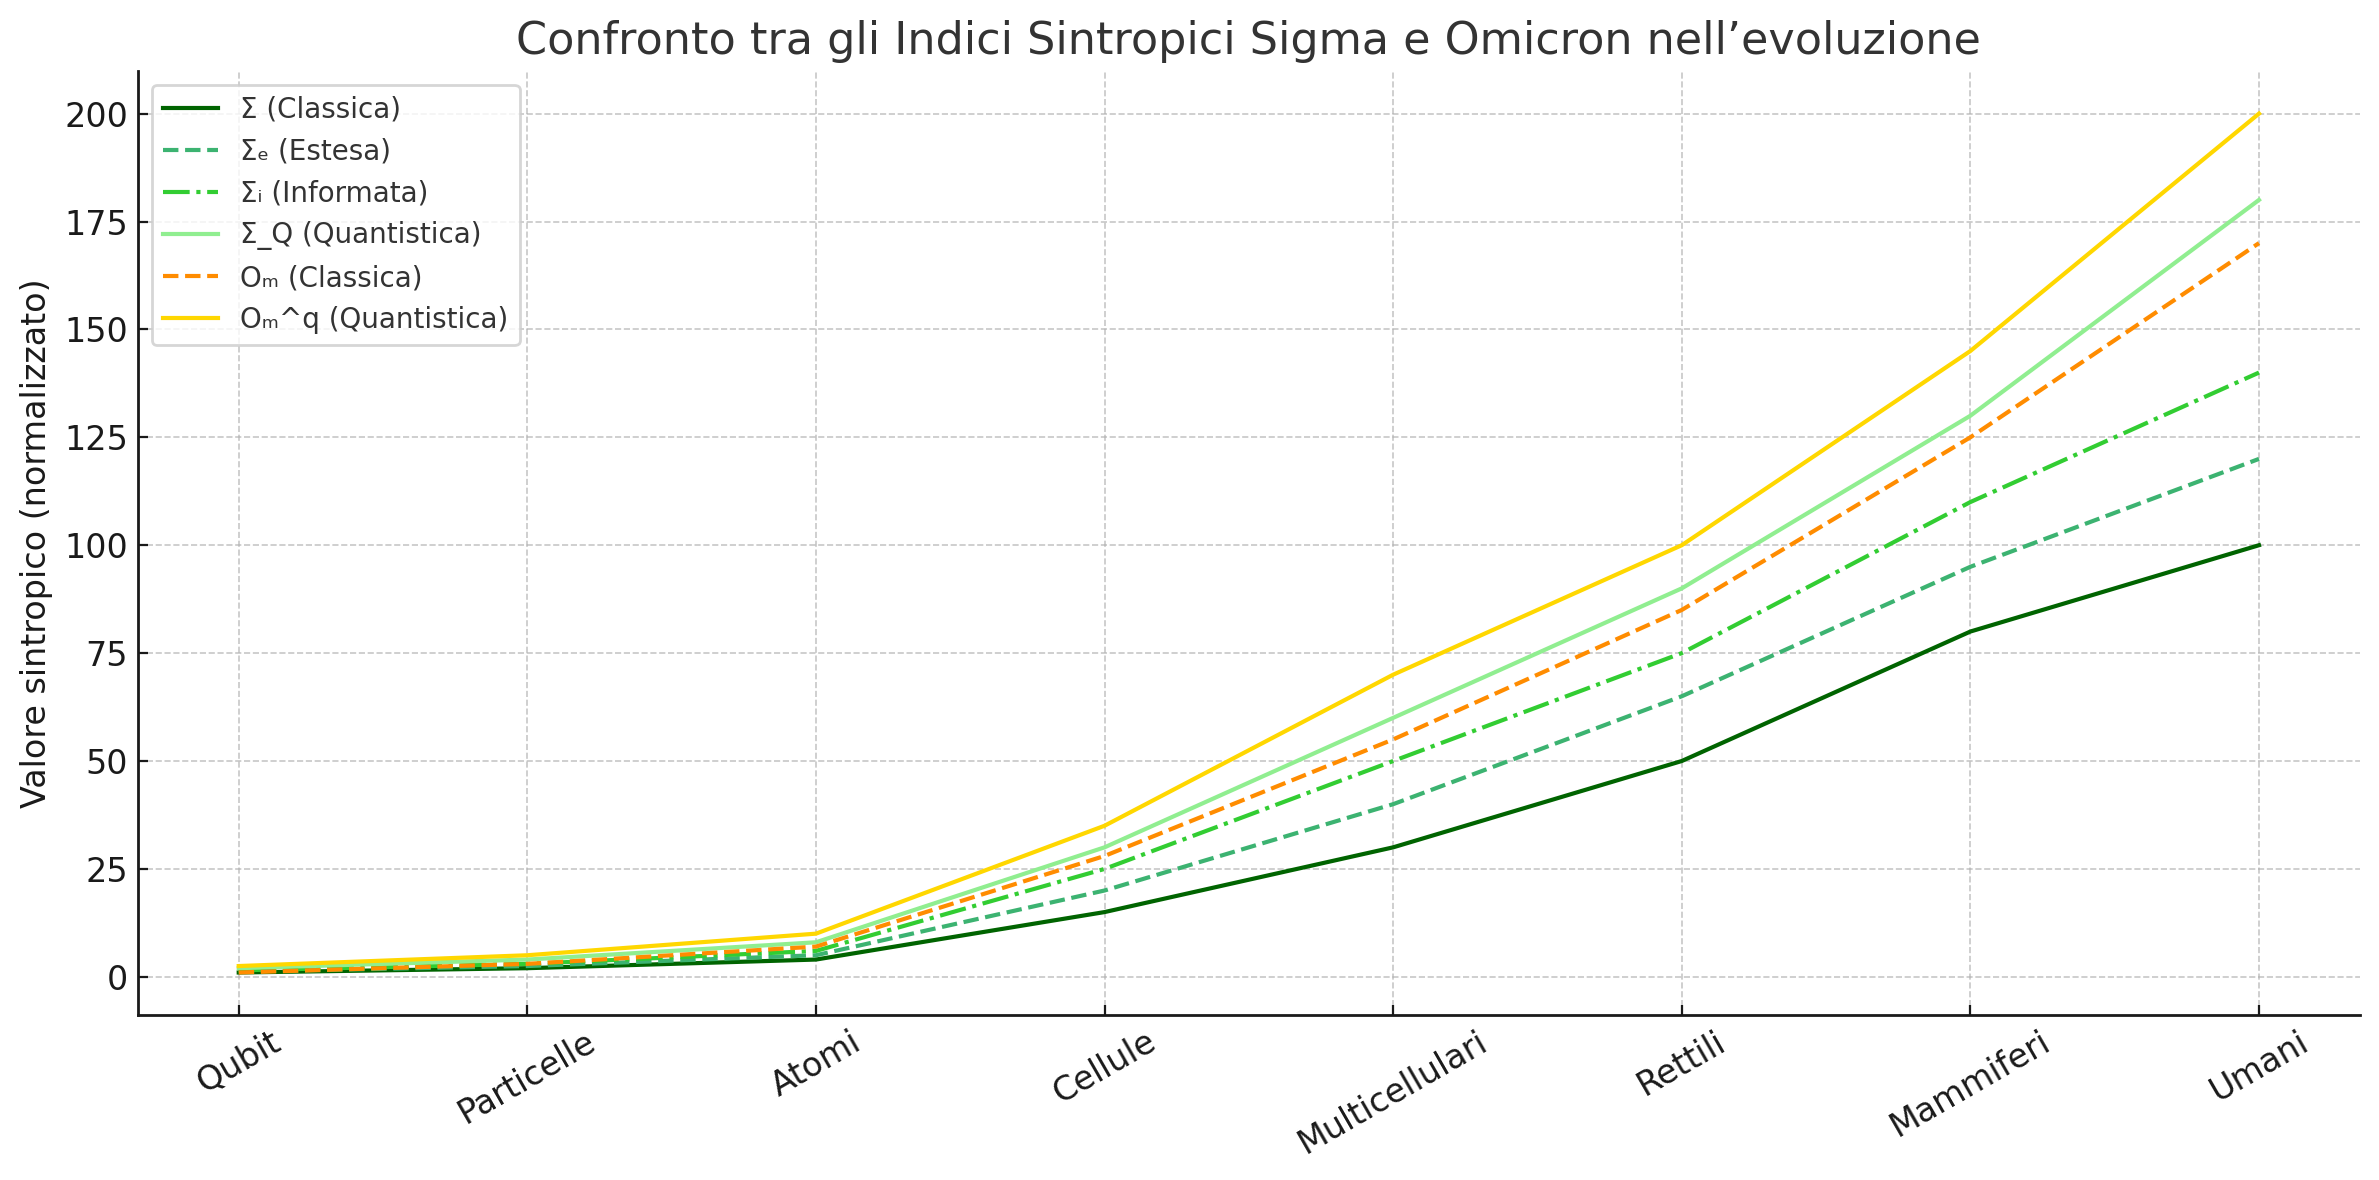 Confronto tra gli Indici Sintropici Sigma e Omicron nell’evoluzione
Σ (Classica)
Σₑ (Estesa)
Σᵢ (Informata)
Σ_Q (Quantistica)
Oₘ (Classica)
Oₘ^q (Quantistica)
Valore sintropico (normalizzato)
200
175
150
125
100
75
50
25
0
Qubit
Particelle
Atomi
Cellule
Multicellulari
Rettili
Mammiferi
Umani